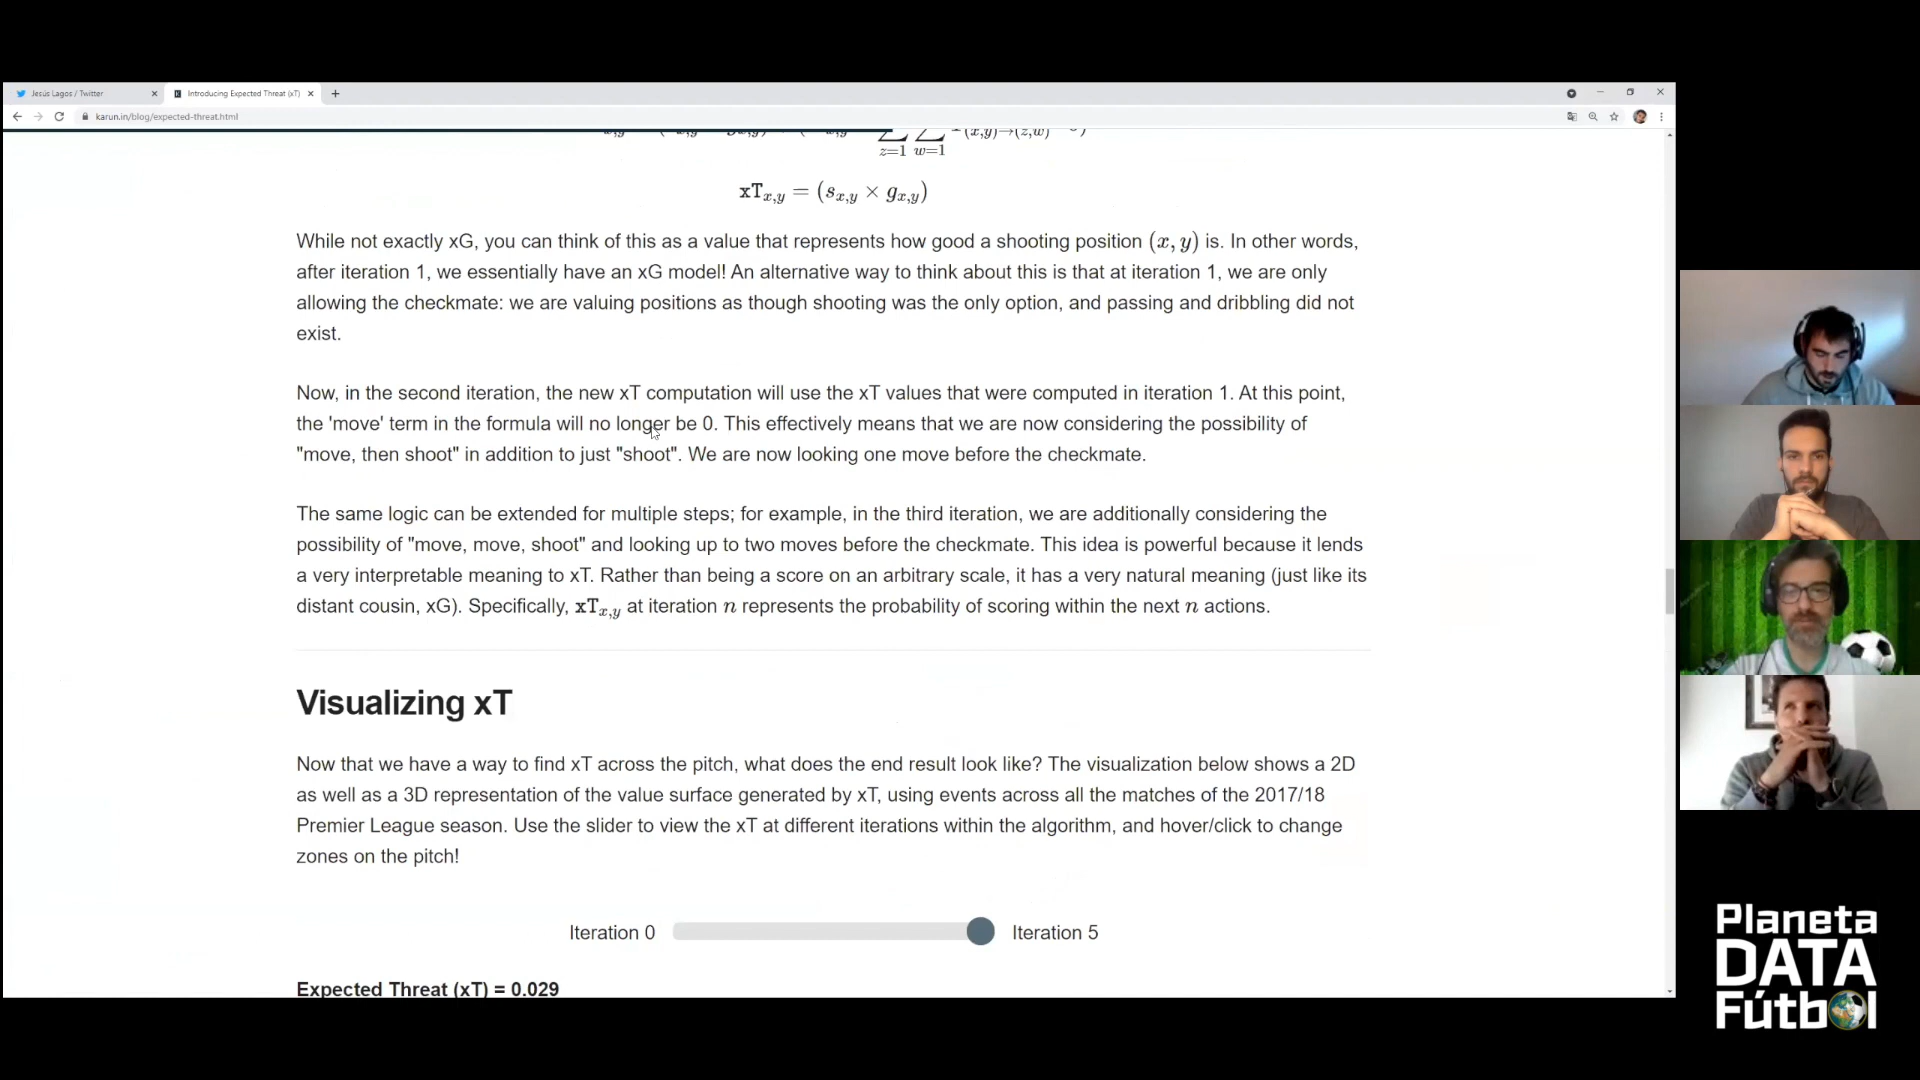 Jesús Lagos / Twitter
Introducing Expected Threat (xT)
karun.in/blog/expected-threat.html
z=1 w=1
xTx,y = (sx,y × gx,y)
While not exactly xG, you can think of this as a value that represents how good a shooting position (x, y) is. In other words,
after iteration 1, we essentially have an xG model! An alternative way to think about this is that at iteration 1, we are only
allowing the checkmate: we are valuing positions as though shooting was the only option, and passing and dribbling did not
exist.
Now, in the second iteration, the new xT computation will use the xT values that were computed in iteration 1. At this point,
the 'move' term in the formula will no longer be 0. This effectively means that we are now considering the possibility of
"move, then shoot" in addition to just "shoot". We are now looking one move before the checkmate.
The same logic can be extended for multiple steps; for example, in the third iteration, we are additionally considering the
possibility of "move, move, shoot" and looking up to two moves before the checkmate. This idea is powerful because it lends
a very interpretable meaning to xT. Rather than being a score on an arbitrary scale, it has a very natural meaning (just like its
distant cousin, xG). Specifically, xTx,y at iteration n represents the probability of scoring within the next n actions.
Visualizing xT
Now that we have a way to find xT across the pitch, what does the end result look like? The visualization below shows a 2D
as well as a 3D representation of the value surface generated by xT, using events across all the matches of the 2017/18
Premier League season. Use the slider to view the xT at different iterations within the algorithm, and hover/click to change
zones on the pitch!
Iteration 0 Iteration 5
Expected Threat (xT) = 0.029
Planeta
DATA
Fútbol